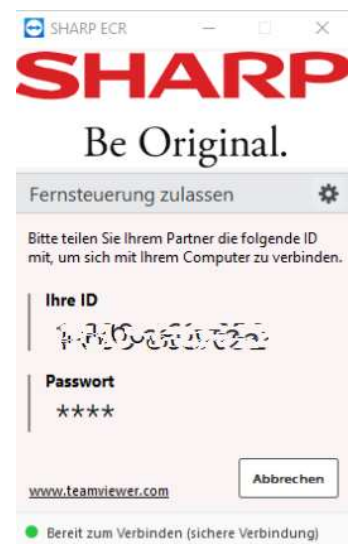 SHARP ECR
SHARP
Be Original.
Fernsteuerung zulassen
Bitte teilen Sie Ihrem Partner die folgende ID
mit, um sich mit Ihrem Computer zu verbinden.
Ihre ID
Passwort
****
www.teamviewer.com
Abbrechen
Bereit zum Verbinden (sichere Verbindung)